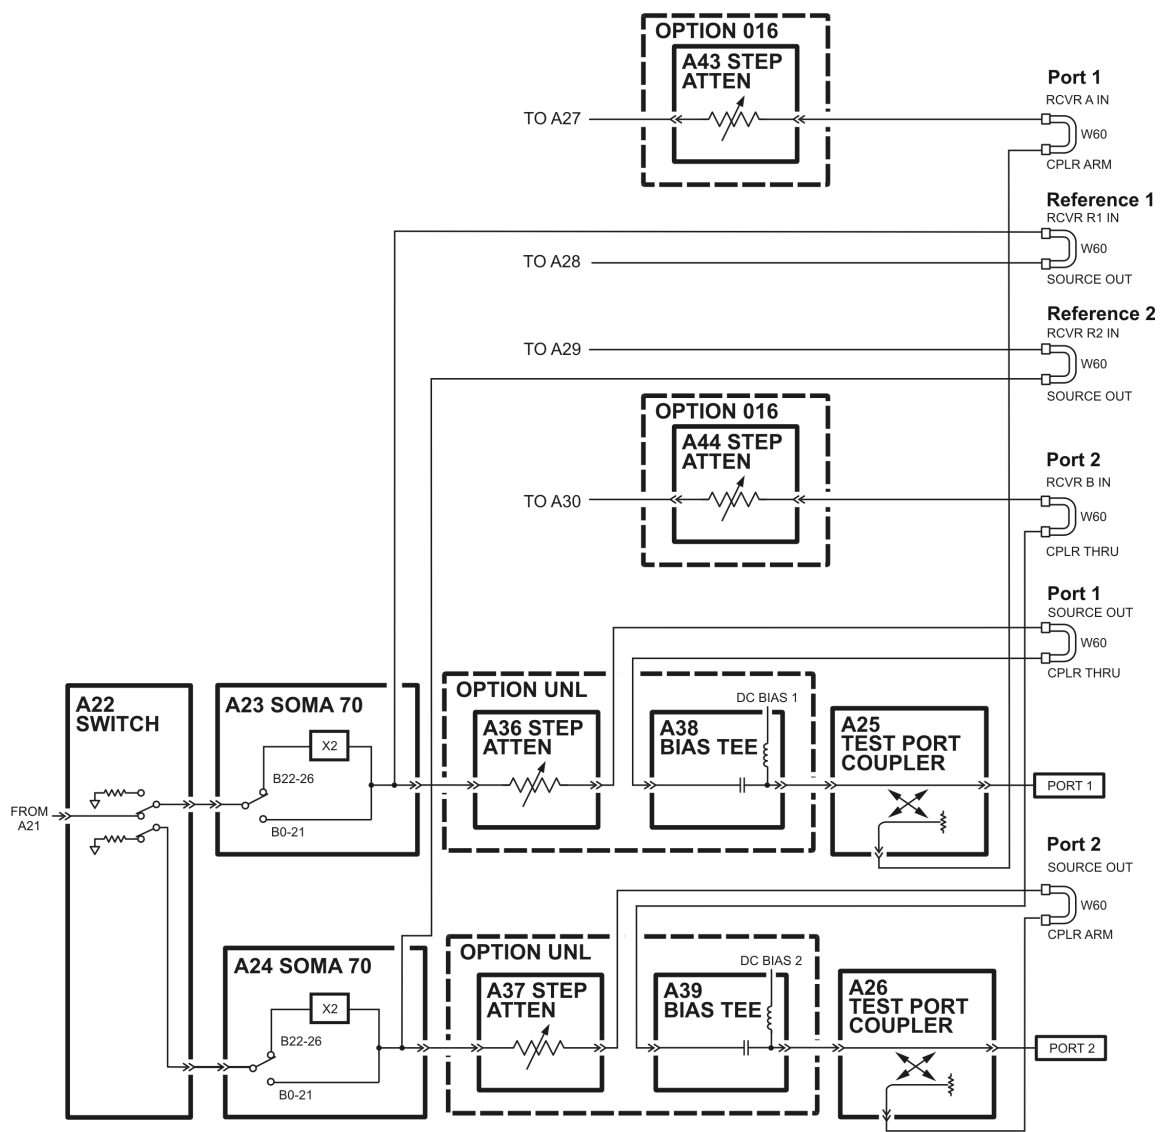 OPTION 016
A43 STEP
ATTEN
TO A27
Port 1
RCVR A IN
W60
CPLR ARM
Reference 1
RCVR R1 IN
W60
TO A28
SOURCE OUT
Reference 2
RCVR R2 IN
TO A29
W60
SOURCE OUT
OPTION 016
A44 STEP
ATTEN
TO A30
Port 2
RCVR B IN
W60
CPLR THRU
Port 1
SOURCE OUT
W60
CPLR THRU
A22
SWITCH
FROM
A21
A23 SOMA 70
X2
B22-26
B0-21
OPTION UNL
A36 STEP
ATTEN
DC BIAS 1
A38
BIAS TEE
A25
TEST PORT
COUPLER
PORT 1
Port 2
SOURCE OUT
W60
CPLR ARM
A24 SOMA 70
X2
B22-26
B0-21
OPTION UNL
A37 STEP
ATTEN
DC BIAS 2
A39
BIAS TEE
A26
TEST PORT
COUPLER
PORT 2